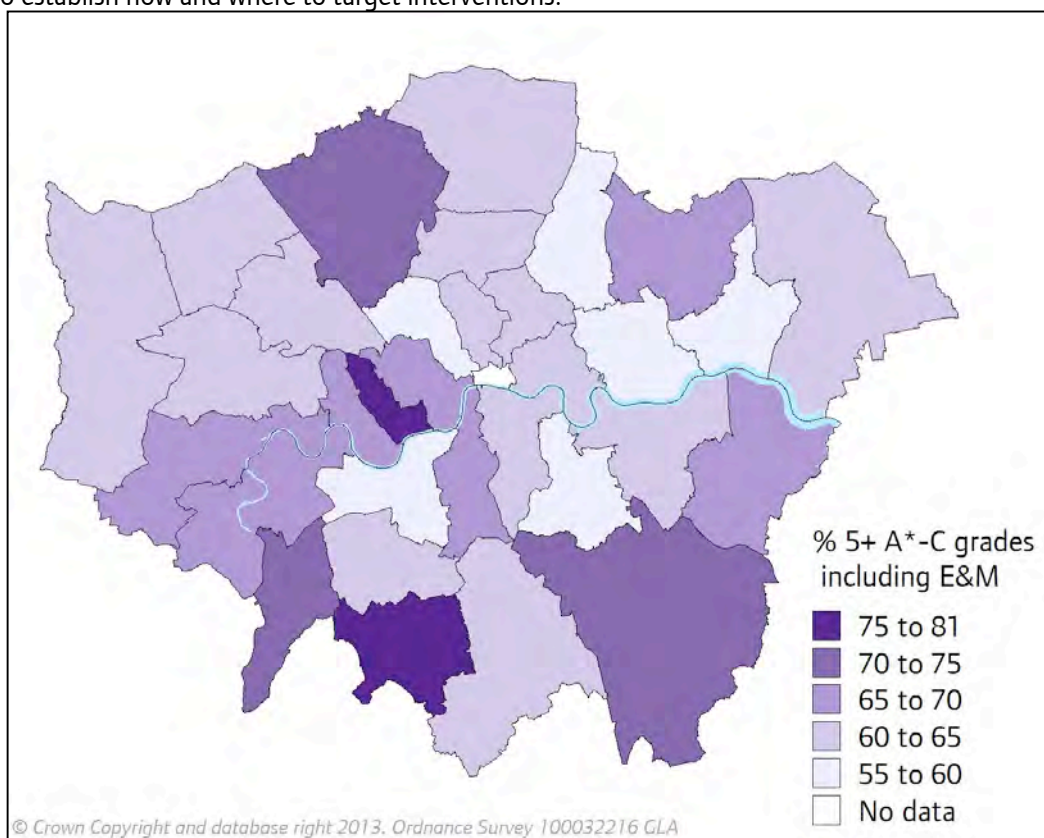 to establish how and where to target interventions.
% 5+ A*-C grades
including E&M
75 to 81
70 to 75
65 to 70
60 to 65
55 to 60
No data
© Crown Copyright and database right 2013. Ordnance Survey 100032216 GLA